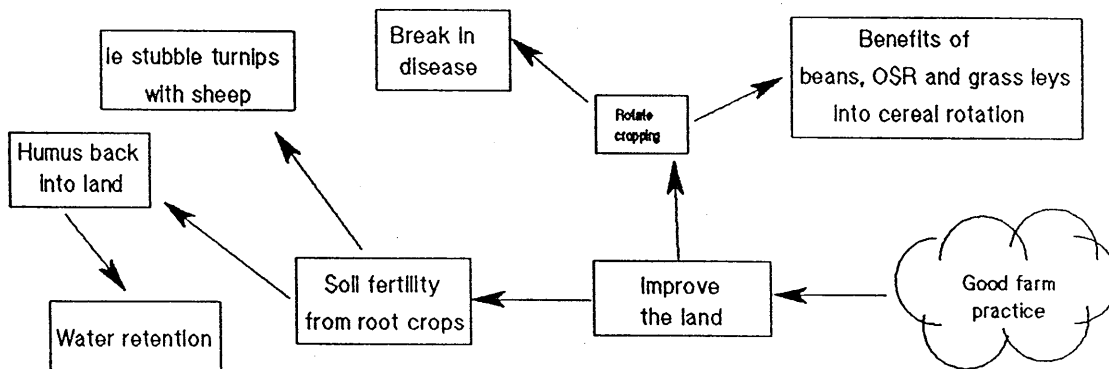 Ie stubble turnips
with sheep
Break in
disease
Benefits of
beans, OSR and grass leys
Into cereal rotation
Rotate
cropping
Humus back
into land
Soil fertility
from root crops
Improve
the land
Good farm
practice
Water retention